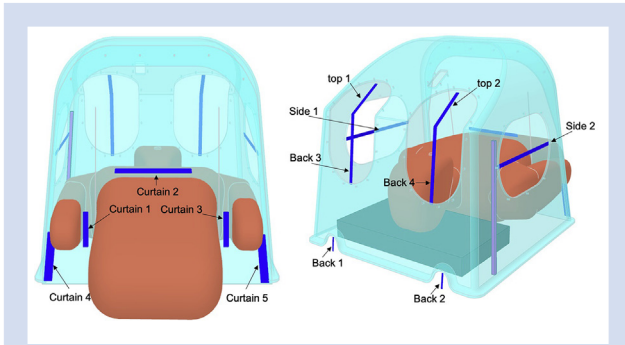 Curtain 2
Curtain 1
Curtain 3
Curtain 4
Curtain 5
top 1
top 2
Side 1
Side 2
Back 3
Back 4
Back 1
Back 2